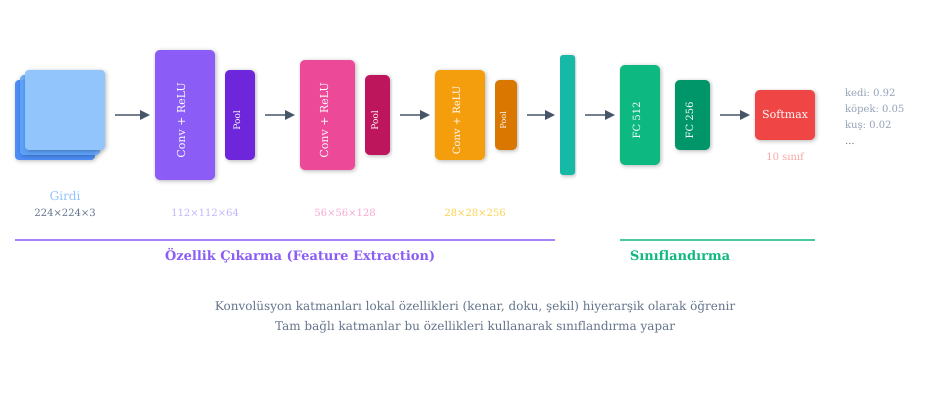 Conv + ReLU
Pool
Conv + ReLU
Pool
Conv + ReLU
Pool
FC 512
FC 256
Softmax
10 sınıf
kedi: 0.92
köpek: 0.05
kuş: 0.02
...
Girdi
224×224×3
112×112×64
56×56×128
28×28×256
Özellik Çıkarma (Feature Extraction)
Sınıflandırma
Konvolüsyon katmanları lokal özellikleri (kenar, doku, şekil) hiyerarşik olarak öğrenir
Tam bağlı katmanlar bu özellikleri kullanarak sınıflandırma yapar